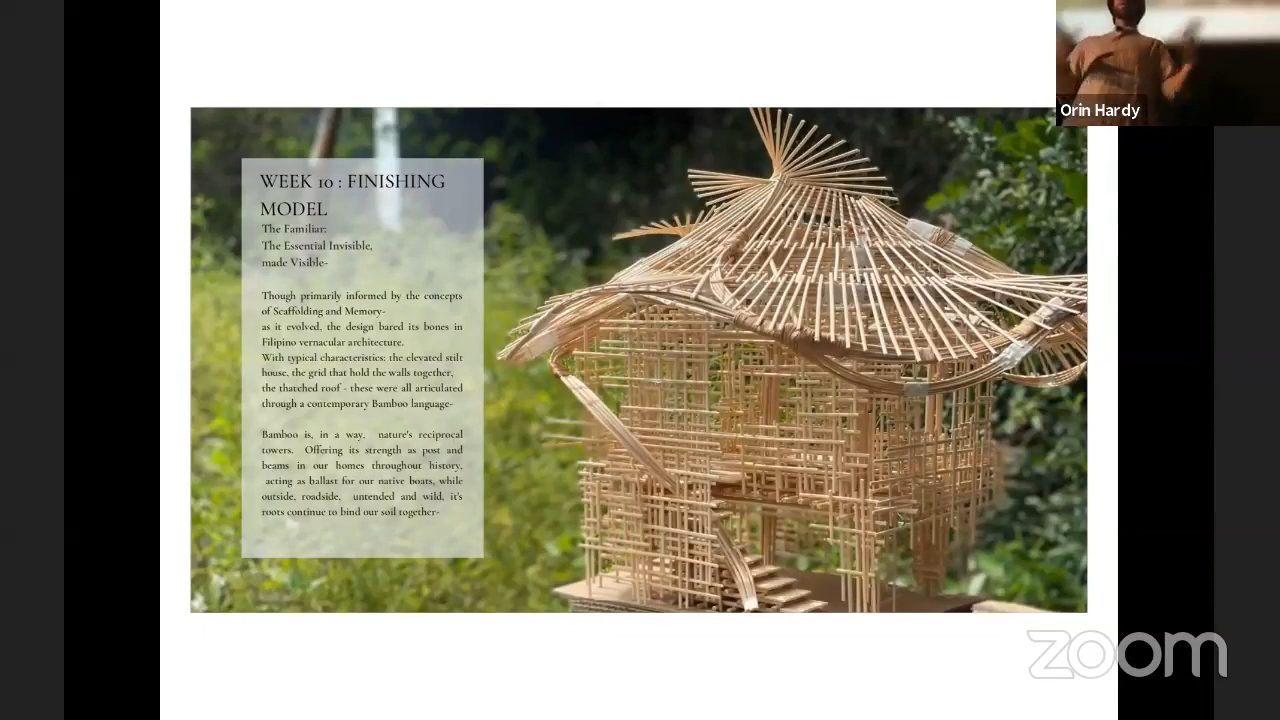 Orin Hardy
WEEK 10 : FINISHING
MODEL
The Familiar:
The Essential Invisible,
made Visible-
Though primarily informed by the concepts
of Scaffolding and Memory-
as it evolved, the design bared its bones in
Filipino vernacular architecture.
With typical characteristics: the elevated stilt
house, the grid that hold the walls together,
the thatched roof - these were all articulated
through a contemporary Bamboo language-
Bamboo is, in a way, nature's reciprocal
towers. Offering its strength as post and
beams in our homes throughout history,
acting as ballast for our native boats, while
outside, roadside, untended and wild, it's
roots continue to bind our soil together-
zoom